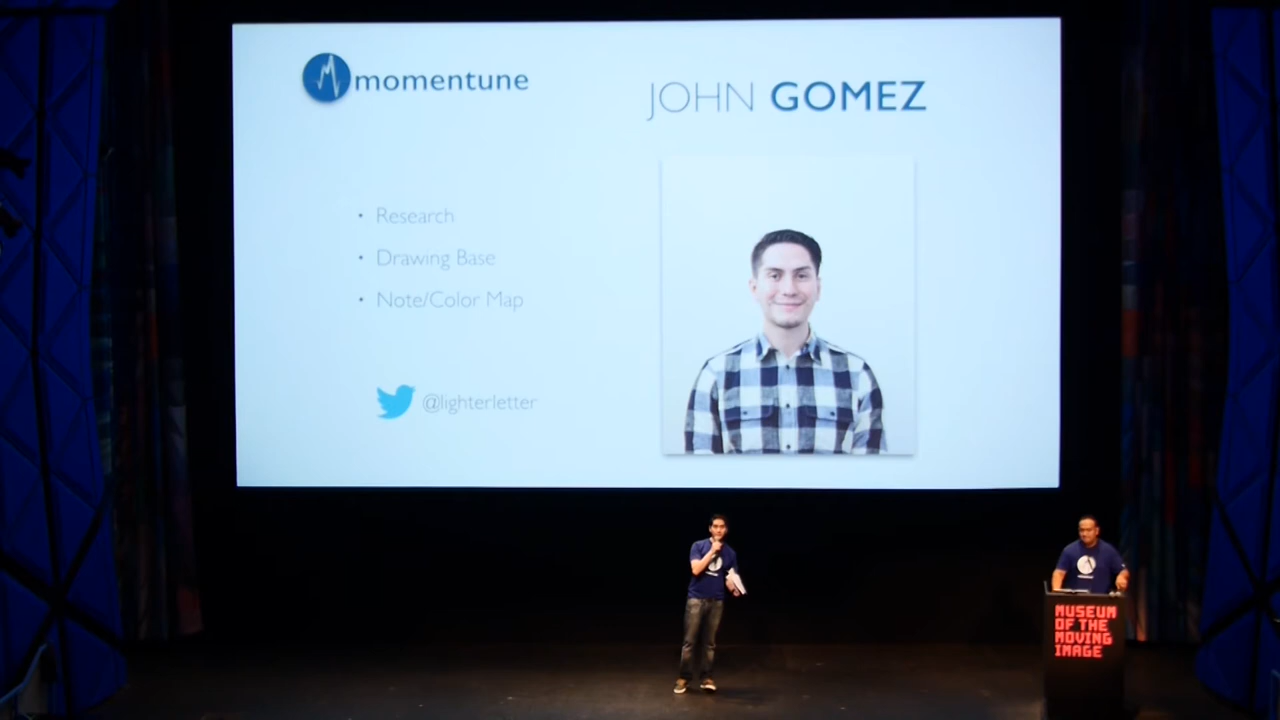 momentune
JOHN GOMEZ
• Research
• Drawing Base
• Note/Color Map
@lighterletter
MUSEUM
OF THE
MOVING
IMAGE